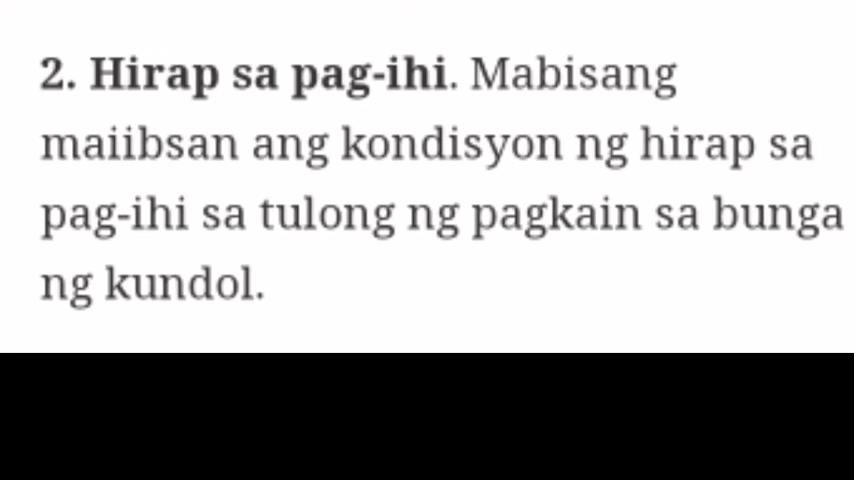 2. Hirap sa pag-ihi. Mabisang
maiibsan ang kondisyon ng hirap sa
pag-ihi sa tulong ng pagkain sa bunga
ng kundol.